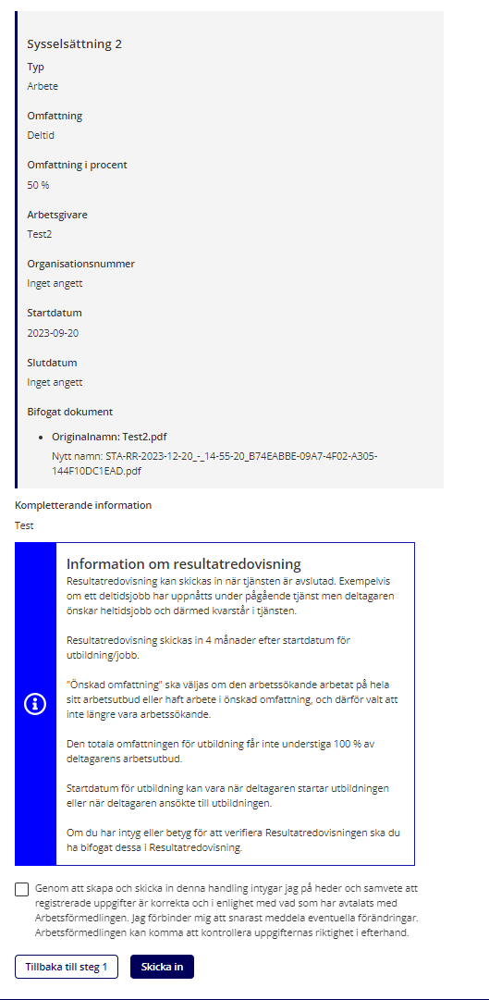 Sysselsättning 2
Typ
Arbete
Omfattning
Deltid
Omfattning i procent
50 %
Arbetsgivare
Test2
Organisationsnummer
Inget angett
Startdatum
2023-09-20
Slutdatum
Inget angett
Bifogat dokument
• Originalnamn: Test2.pdf
Nytt namn: STA-RR-2023-12-20_-_14-55-20_B74EABBE-09A7-4F02-A305-
144F10DC1EAD.pdf
Kompletterande information
Test
Information om resultatredovisning
Resultatredovisning kan skickas in när tjänsten är avslutad. Exempelvis
om ett deltidsjobb har uppnåtts under pågående tjänst men deltagaren
önskar heltidsjobb och därmed kvarstår i tjänsten.
Resultatredovisning skickas in 4 månader efter startdatum för
utbildning/jobb.
"Önskad omfattning" ska väljas om den arbetssökande arbetat på hela
sitt arbetsutbud eller haft arbete i önskad omfattning, och därför valt att
inte längre vara arbetssökande.
Den totala omfattningen för utbildning får inte understiga 100 % av
deltagarens arbetsutbud.
Startdatum för utbildning kan vara när deltagaren startar utbildningen
eller när deltagaren ansökte till utbildningen.
Om du har intyg eller betyg för att verifiera Resultatredovisningen ska du
ha bifogat dessa i Resultatredovisning.
Genom att skapa och skicka in denna handling intygar jag på heder och samvete att
registrerade uppgifter är korrekta och i enlighet med vad som har avtalats med
Arbetsförmedlingen. Jag förbinder mig att snarast meddela eventuella förändringar.
Arbetsförmedlingen kan komma att kontrollera uppgifternas riktighet i efterhand.
Tillbaka till steg 1
Skicka in